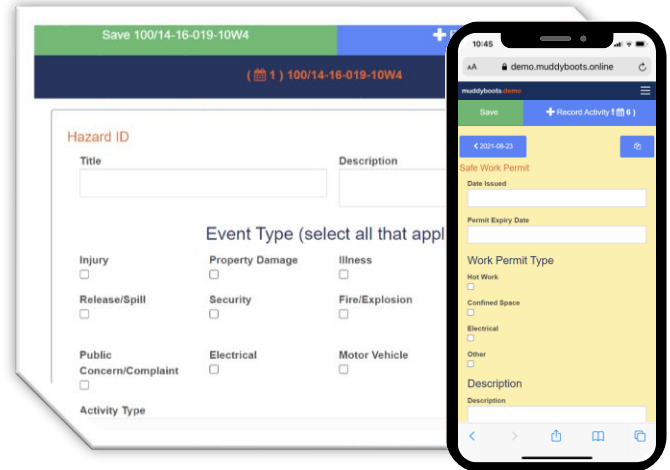 Save 100/14-16-019-10W4
( 1 ) 100/14-16-019-10W4
Hazard ID
Title Description
Event Type (select all that appl
Injury Property Damage Illness
Release/Spill Security Fire/Explosion
Public
Concern/Complaint Electrical Motor Vehicle
Activity Type
10:45
AA demo.muddyboots.online
muddyboots.demo
Save + Record Activity ! 6 )
< 2021-08-23
Safe Work Permit
Date Issued
Permit Expiry Date
Work Permit Type
Hot Work
Confined Space
Electrical
Other
Description
Description